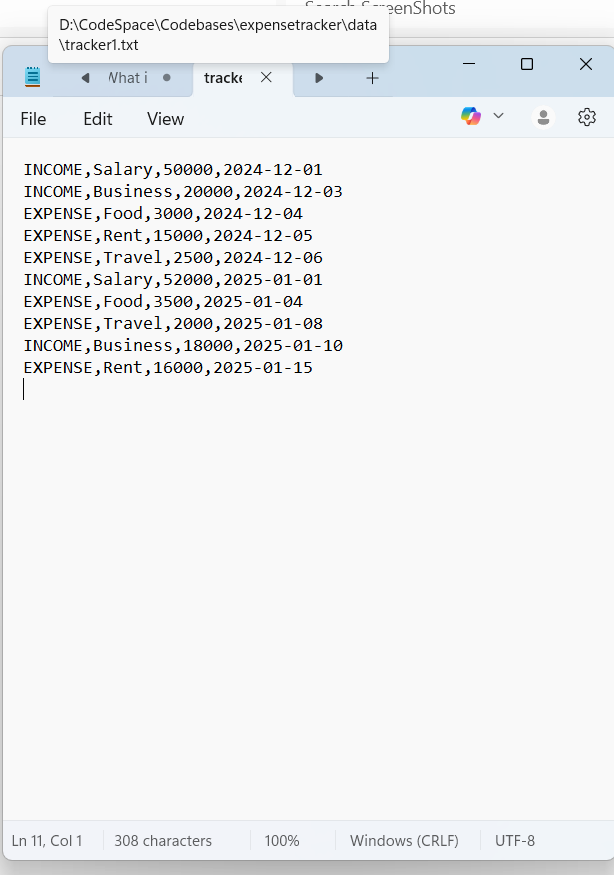 Search ScreenShots
D:\CodeSpace\Codebases\expensetracker\data
\tracker1.txt
What i
tracke
File Edit View
INCOME,Salary,50000,2024-12-01
INCOME,Business,20000,2024-12-03
EXPENSE,Food,3000,2024-12-04
EXPENSE,Rent,15000,2024-12-05
EXPENSE,Travel,2500,2024-12-06
INCOME,Salary,52000,2025-01-01
EXPENSE,Food,3500,2025-01-04
EXPENSE,Travel,2000,2025-01-08
INCOME,Business,18000,2025-01-10
EXPENSE,Rent,16000,2025-01-15
Ln 11, Col 1 308 characters 100% Windows (CRLF) UTF-8